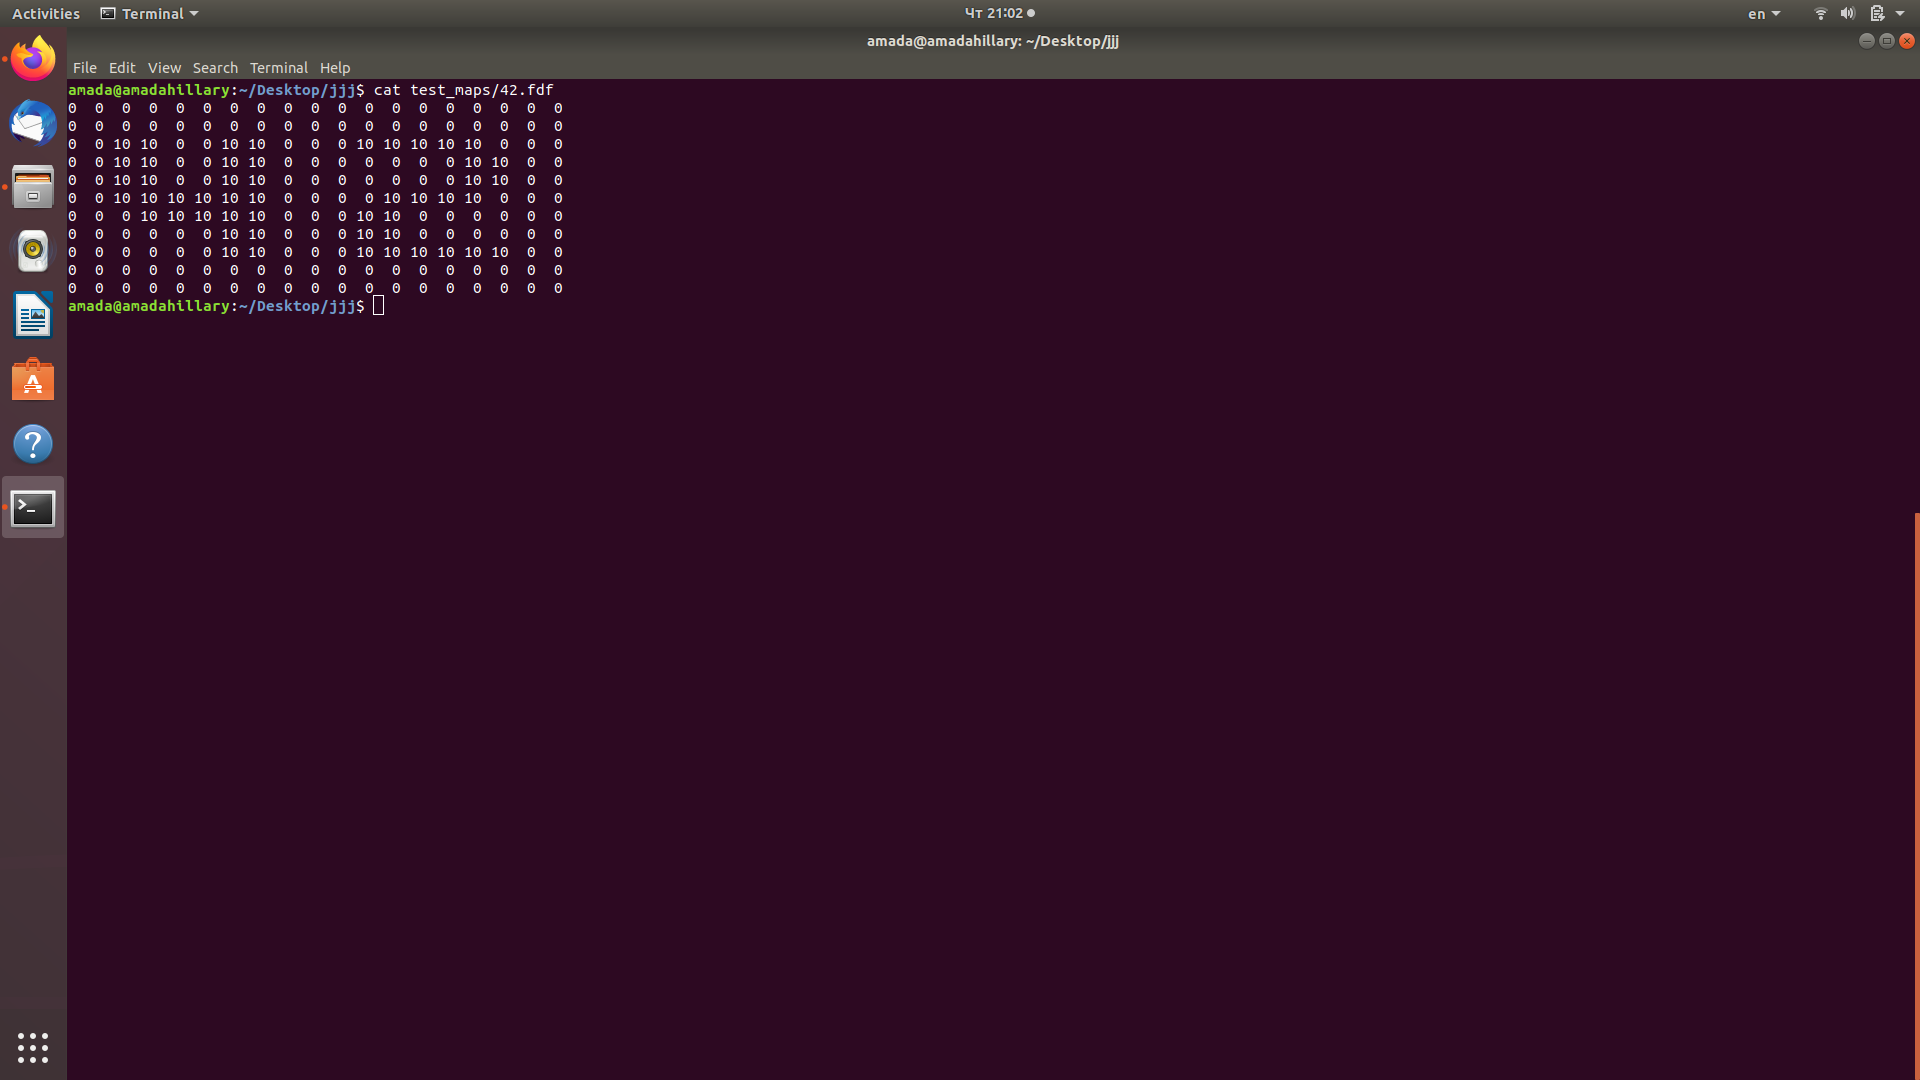 Activities Terminal Чт 21:02 en
amada@amadahillary: ~/Desktop/jjj
File Edit View Search Terminal Help
amada@amadahillary:~/Desktop/jjj$ cat test_maps/42.fdf
0  0  0  0  0  0  0  0  0  0  0  0  0  0  0  0  0  0  0
0  0  0  0  0  0  0  0  0  0  0  0  0  0  0  0  0  0  0
0  0 10 10  0  0 10 10  0  0  0 10 10 10 10 10  0  0  0
0  0 10 10  0  0 10 10  0  0  0  0  0  0  0 10 10  0  0
0  0 10 10  0  0 10 10  0  0  0  0  0  0  0 10 10  0  0
0  0 10 10 10 10 10 10  0  0  0  0 10 10 10 10  0  0  0
0  0  0 10 10 10 10 10  0  0  0 10 10  0  0  0  0  0  0
0  0  0  0  0  0 10 10  0  0  0 10 10  0  0  0  0  0  0
0  0  0  0  0  0 10 10  0  0  0 10 10 10 10 10 10  0  0
0  0  0  0  0  0  0  0  0  0  0  0  0  0  0  0  0  0  0
0  0  0  0  0  0  0  0  0  0  0  0  0  0  0  0  0  0  0
amada@amadahillary:~/Desktop/jjj$